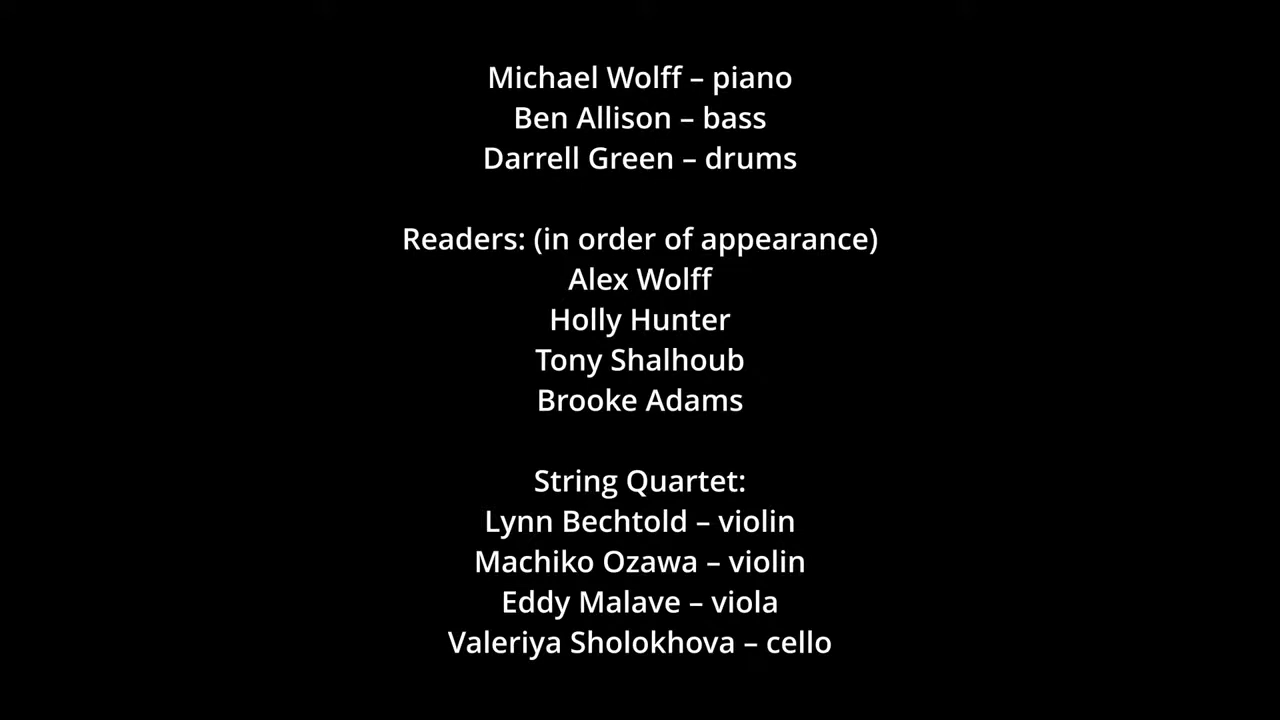 Michael Wolff – piano
Ben Allison – bass
Darrell Green – drums
Readers: (in order of appearance)
Alex Wolff
Holly Hunter
Tony Shalhoub
Brooke Adams
String Quartet:
Lynn Bechtold – violin
Machiko Ozawa – violin
Eddy Malave – viola
Valeriya Sholokhova – cello